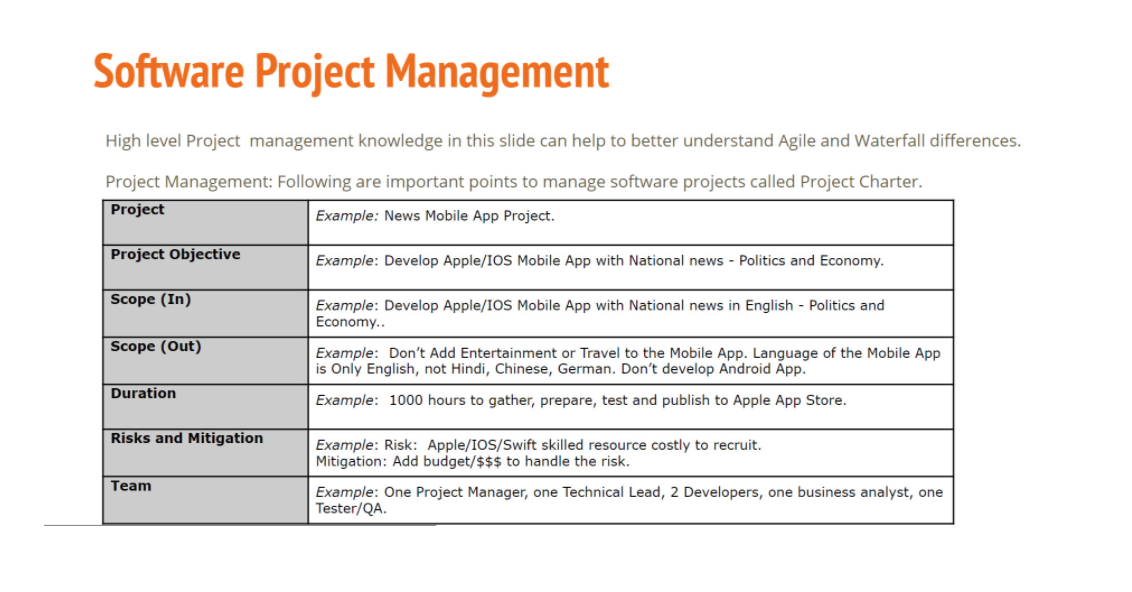 Software Project Management
High level Project  management knowledge in this slide can help to better understand Agile and Waterfall differences.
Project Management: Following are important points to manage software projects called Project Charter.
Project
Example: News Mobile App Project.
Project Objective
Example: Develop Apple/IOS Mobile App with National news - Politics and Economy.
Scope (In)
Example: Develop Apple/IOS Mobile App with National news in English - Politics and
Economy..
Scope (Out)
Example:  Don’t Add Entertainment or Travel to the Mobile App. Language of the Mobile App
is Only English, not Hindi, Chinese, German. Don’t develop Android App.
Duration
Example:  1000 hours to gather, prepare, test and publish to Apple App Store.
Risks and Mitigation
Example: Risk:  Apple/IOS/Swift skilled resource costly to recruit.
Mitigation: Add budget/$$$ to handle the risk.
Team
Example: One Project Manager, one Technical Lead, 2 Developers, one business analyst, one
Tester/QA.